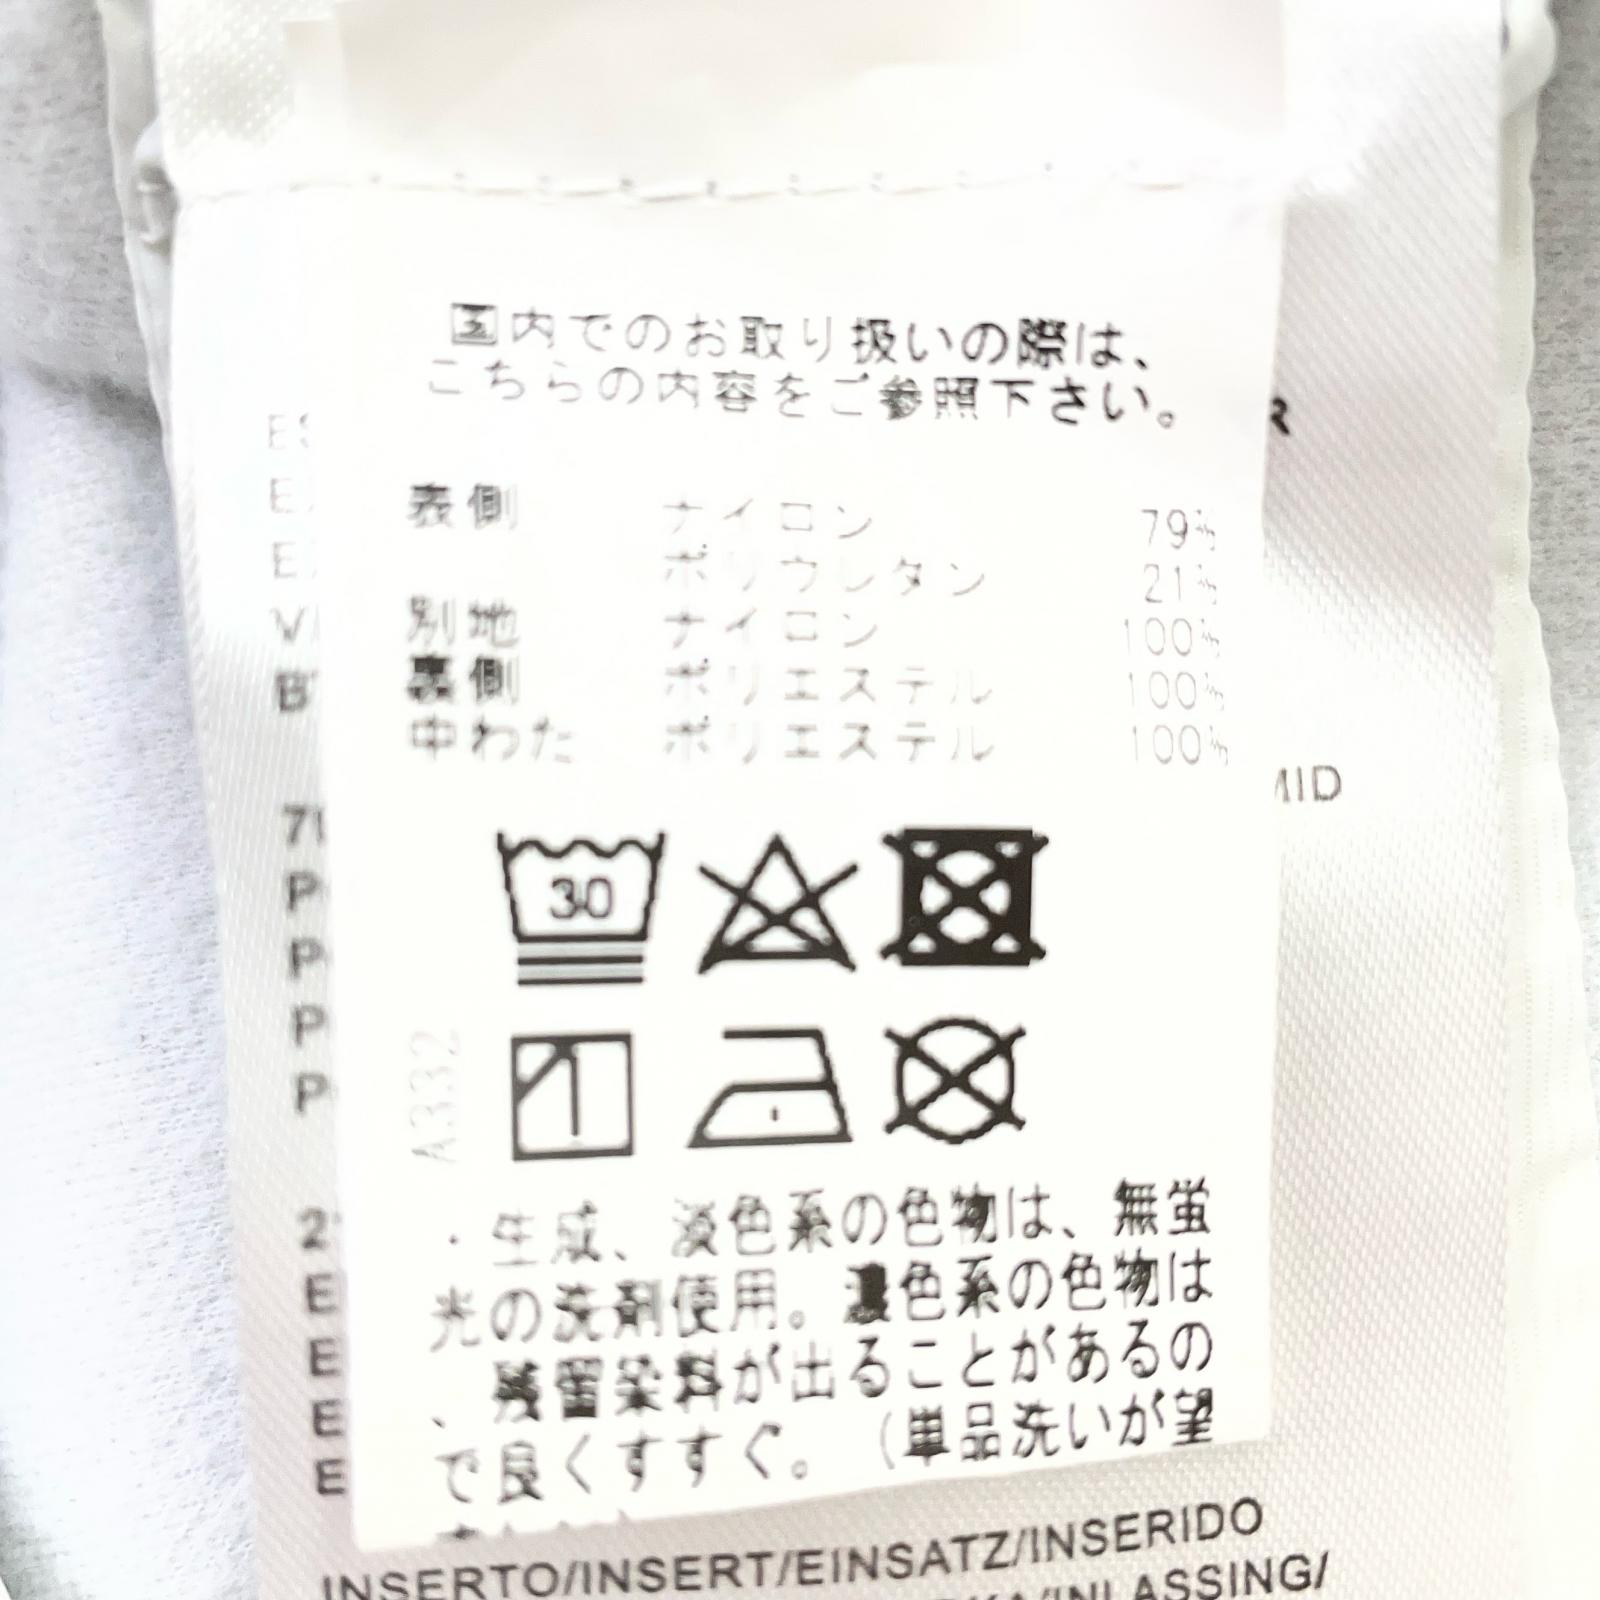 国内でのお取り扱いの際は、
こちらの内容をご参照下さい。
表側 ナイロン 79%
ポリウレタン 21%
別地 ナイロン 100%
裏側 ポリエステル 100%
中わた ポリエステル 100%
30
A332
・生成、淡色系の色物は、無蛍
光の洗剤使用。濃色系の色物は
、残留染料が出ることがあるの
で良くすすぐ。（単品洗いが望
INSERTO/INSERT/EINSATZ/INSERIDO